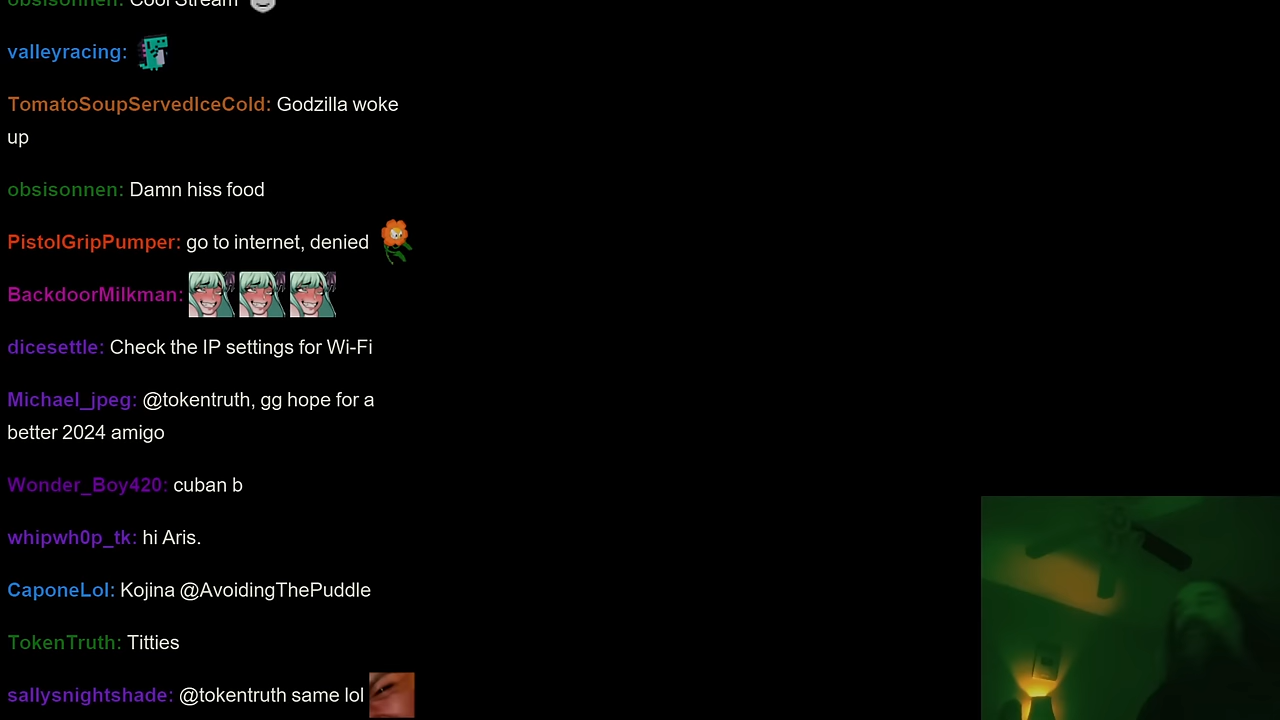 obsisonnen: Cool Stream
valleyracing:
TomatoSoupServedIceCold: Godzilla woke
up
obsisonnen: Damn hiss food
PistolGripPumper: go to internet, denied
BackdoorMilkman:
dicesettle: Check the IP settings for Wi-Fi
Michael_jpeg: @tokentruth, gg hope for a
better 2024 amigo
Wonder_Boy420: cuban b
whipwh0p_tk: hi Aris.
CaponeLol: Kojina @AvoidingThePuddle
TokenTruth: Titties
sallysnightshade: @tokentruth same lol